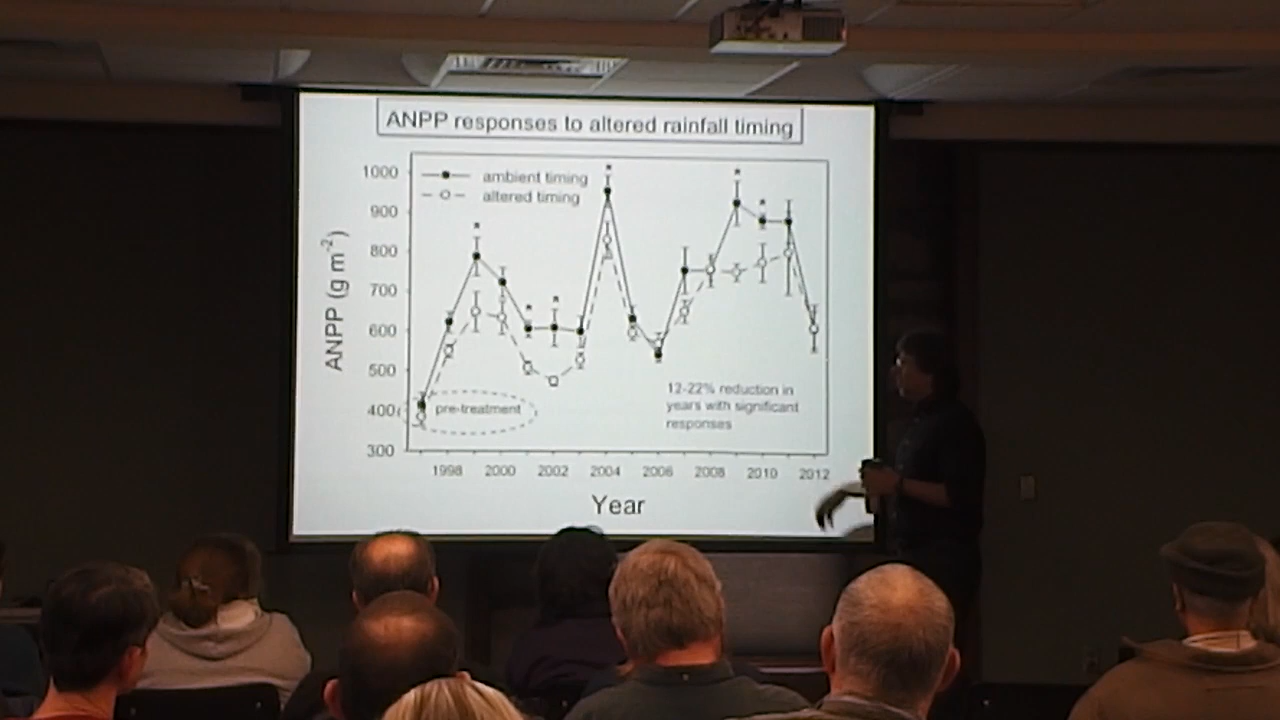 ANPP responses to altered rainfall timing
ambient timing
altered timing
1000
900
800
700
600
500
400
300
ANPP (g m⁻²)
* * * * * *
pre-treatment
12-22% reduction in
years with significant
responses
1998 2000 2002 2004 2006 2008 2010 2012
Year